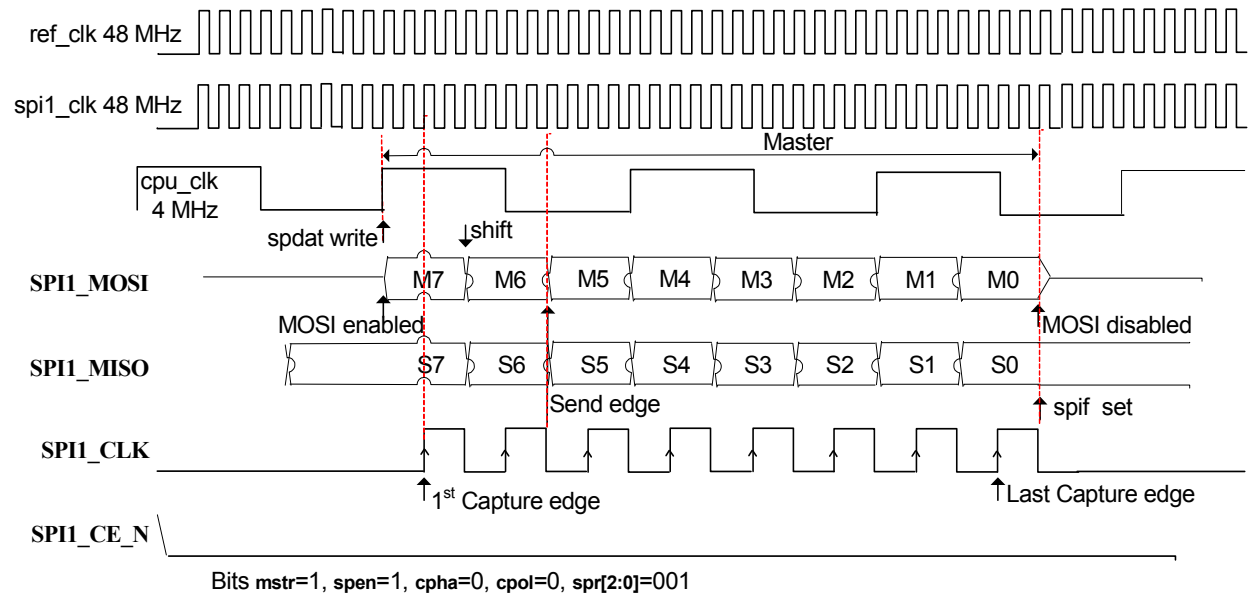 ref_clk 48 MHz
spi1_clk 48 MHz
Master
cpu_clk
4 MHz
spdat write
shift
SPI1_MOSI
M7 M6 M5 M4 M3 M2 M1 M0
MOSI enabled
MOSI disabled
SPI1_MISO
S7 S6 S5 S4 S3 S2 S1 S0
Send edge
spif set
SPI1_CLK
1st Capture edge
Last Capture edge
SPI1_CE_N
Bits mstr=1, spen=1, cpha=0, cpol=0, spr[2:0]=001